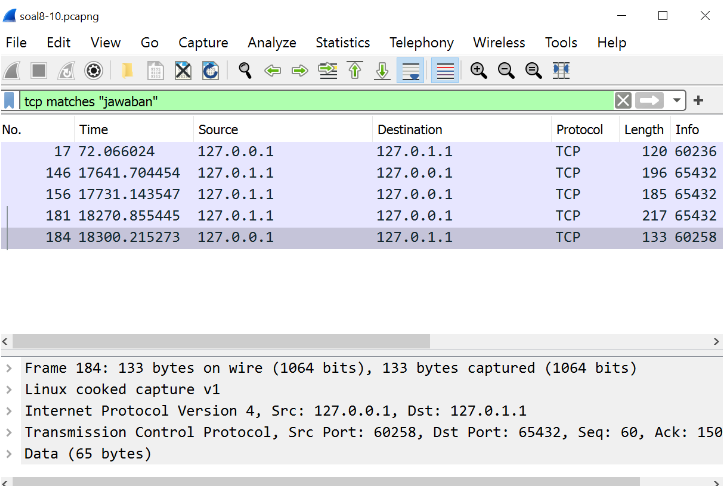 soal8-10.pcapng
File Edit View Go Capture Analyze Statistics Telephony Wireless Tools Help
tcp matches "jawaban"
No. Time Source Destination Protocol Length Info
17 72.066024 127.0.0.1 127.0.1.1 TCP 120 60236
146 17641.704454 127.0.1.1 127.0.0.1 TCP 196 65432
156 17731.143547 127.0.1.1 127.0.0.1 TCP 185 65432
181 18270.855445 127.0.1.1 127.0.0.1 TCP 217 65432
184 18300.215273 127.0.0.1 127.0.1.1 TCP 133 60258
Frame 184: 133 bytes on wire (1064 bits), 133 bytes captured (1064 bits)
Linux cooked capture v1
Internet Protocol Version 4, Src: 127.0.0.1, Dst: 127.0.1.1
Transmission Control Protocol, Src Port: 60258, Dst Port: 65432, Seq: 60, Ack: 150
Data (65 bytes)